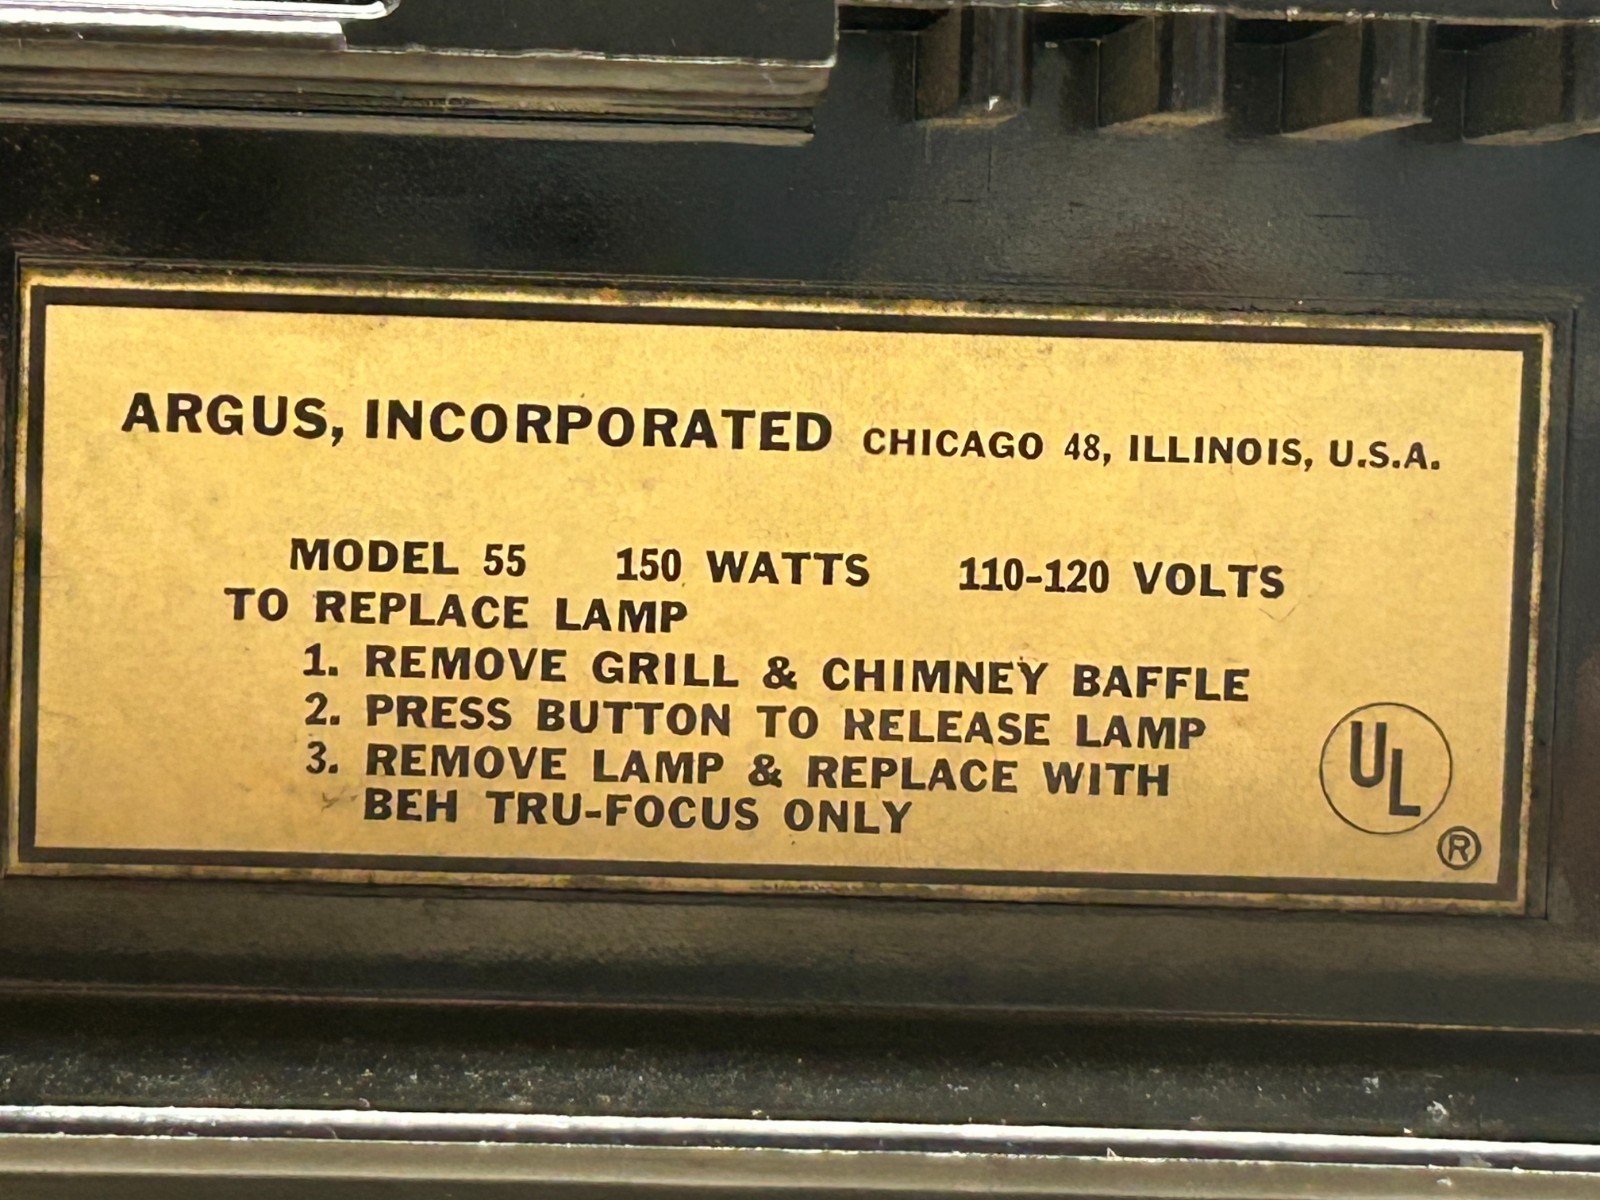 ARGUS, INCORPORATED CHICAGO 48, ILLINOIS, U.S.A.
MODEL 55 150 WATTS 110-120 VOLTS
TO REPLACE LAMP
1. REMOVE GRILL & CHIMNEY BAFFLE
2. PRESS BUTTON TO RELEASE LAMP
3. REMOVE LAMP & REPLACE WITH
BEH TRU-FOCUS ONLY
UL
®